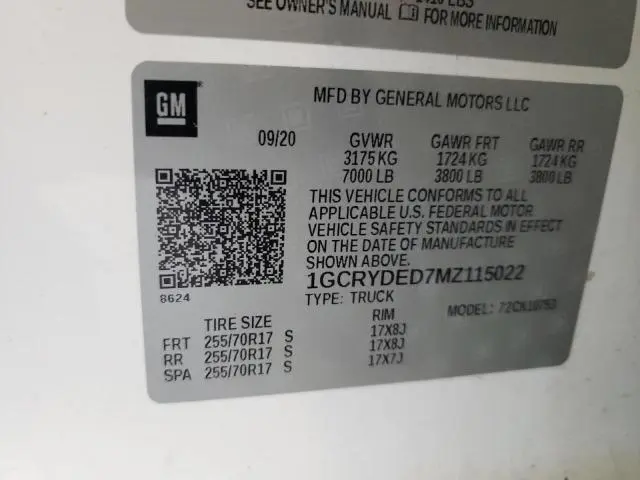 SEE OWNER'S MANUAL FOR MORE INFORMATION
GM
MFD BY GENERAL MOTORS LLC
09/20 GVWR GAWR FRT GAWR RR
3175 KG 1724 KG 1724 KG
7000 LB 3800 LB 3800 LB
THIS VEHICLE CONFORMS TO ALL
APPLICABLE U.S. FEDERAL MOTOR
VEHICLE SAFETY STANDARDS IN EFFECT
ON THE DATE OF MANUFACTURE
SHOWN ABOVE.
1GCRYDED7MZ115022
8624
TYPE: TRUCK MODEL:
TIRE SIZE RIM
FRT 255/70R17 S 17X8J
RR 255/70R17 S 17X8J
SPA 255/70R17 S 17X7J